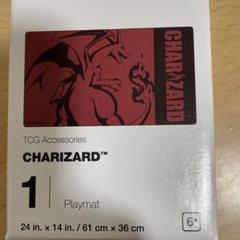 CHARIZARD
TCG Accessories
CHARIZARD™
1 Playmat
24 in. × 14 in. / 61 cm × 36 cm
6+